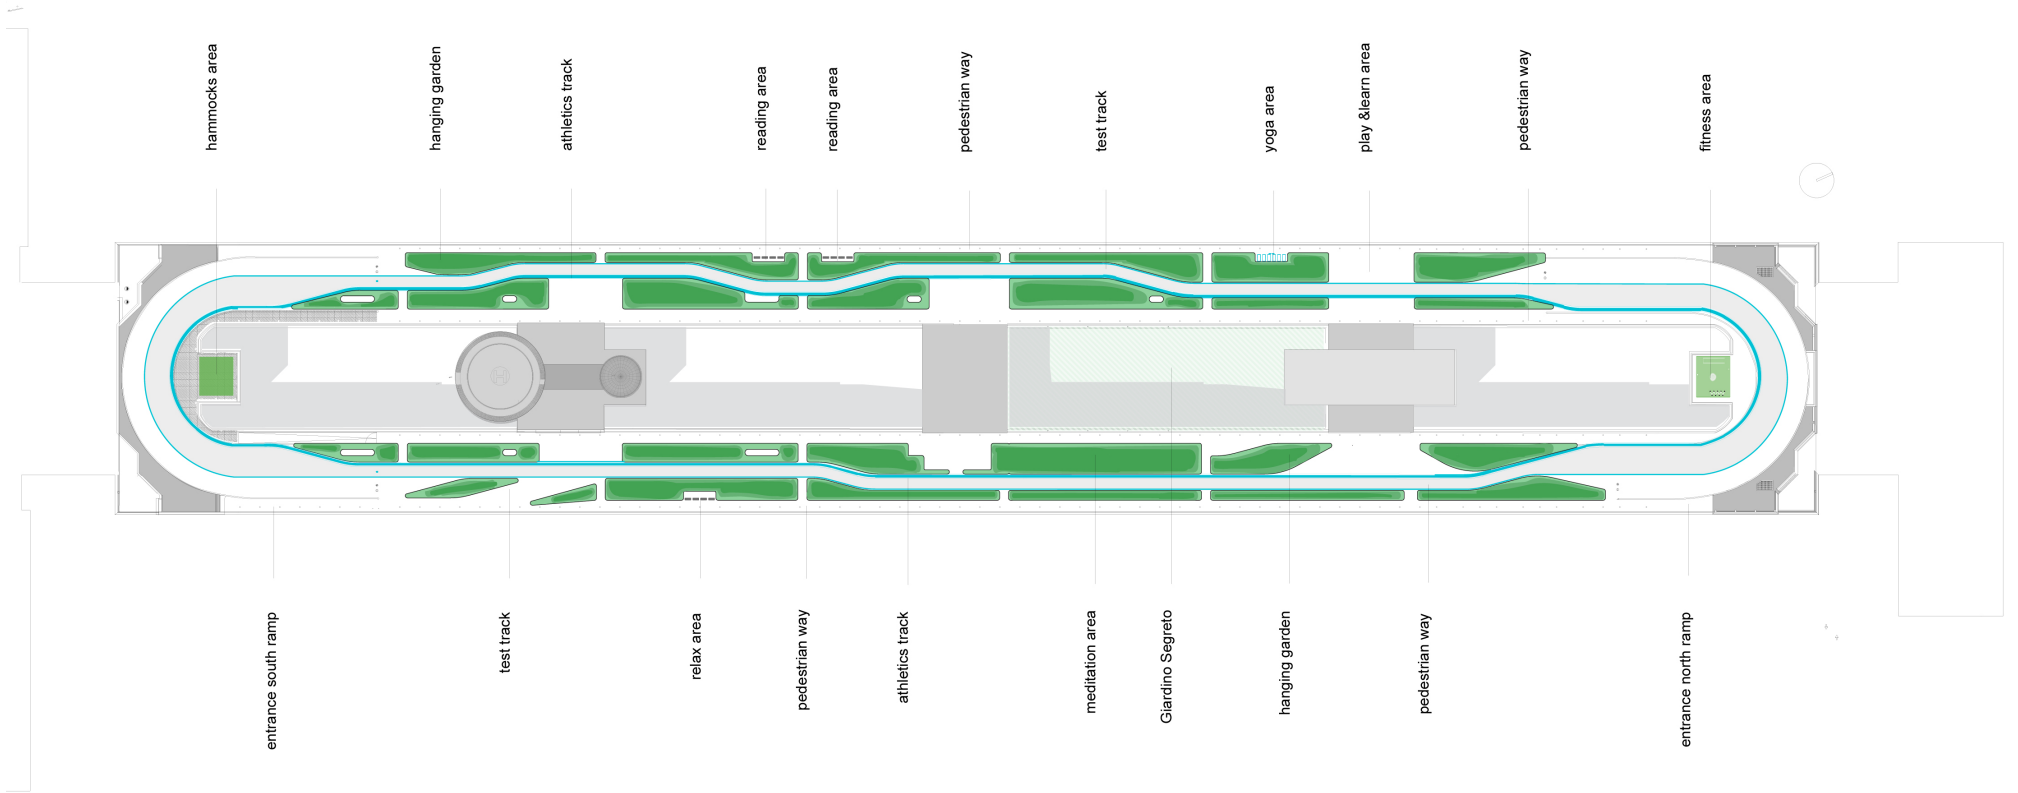 hammocks area
hanging garden
athletics track
reading area
reading area
pedestrian way
test track
yoga area
play &learn area
pedestrian way
fitness area
H
entrance south ramp
test track
relax area
pedestrian way
athletics track
meditation area
Giardino Segreto
hanging garden
pedestrian way
entrance north ramp